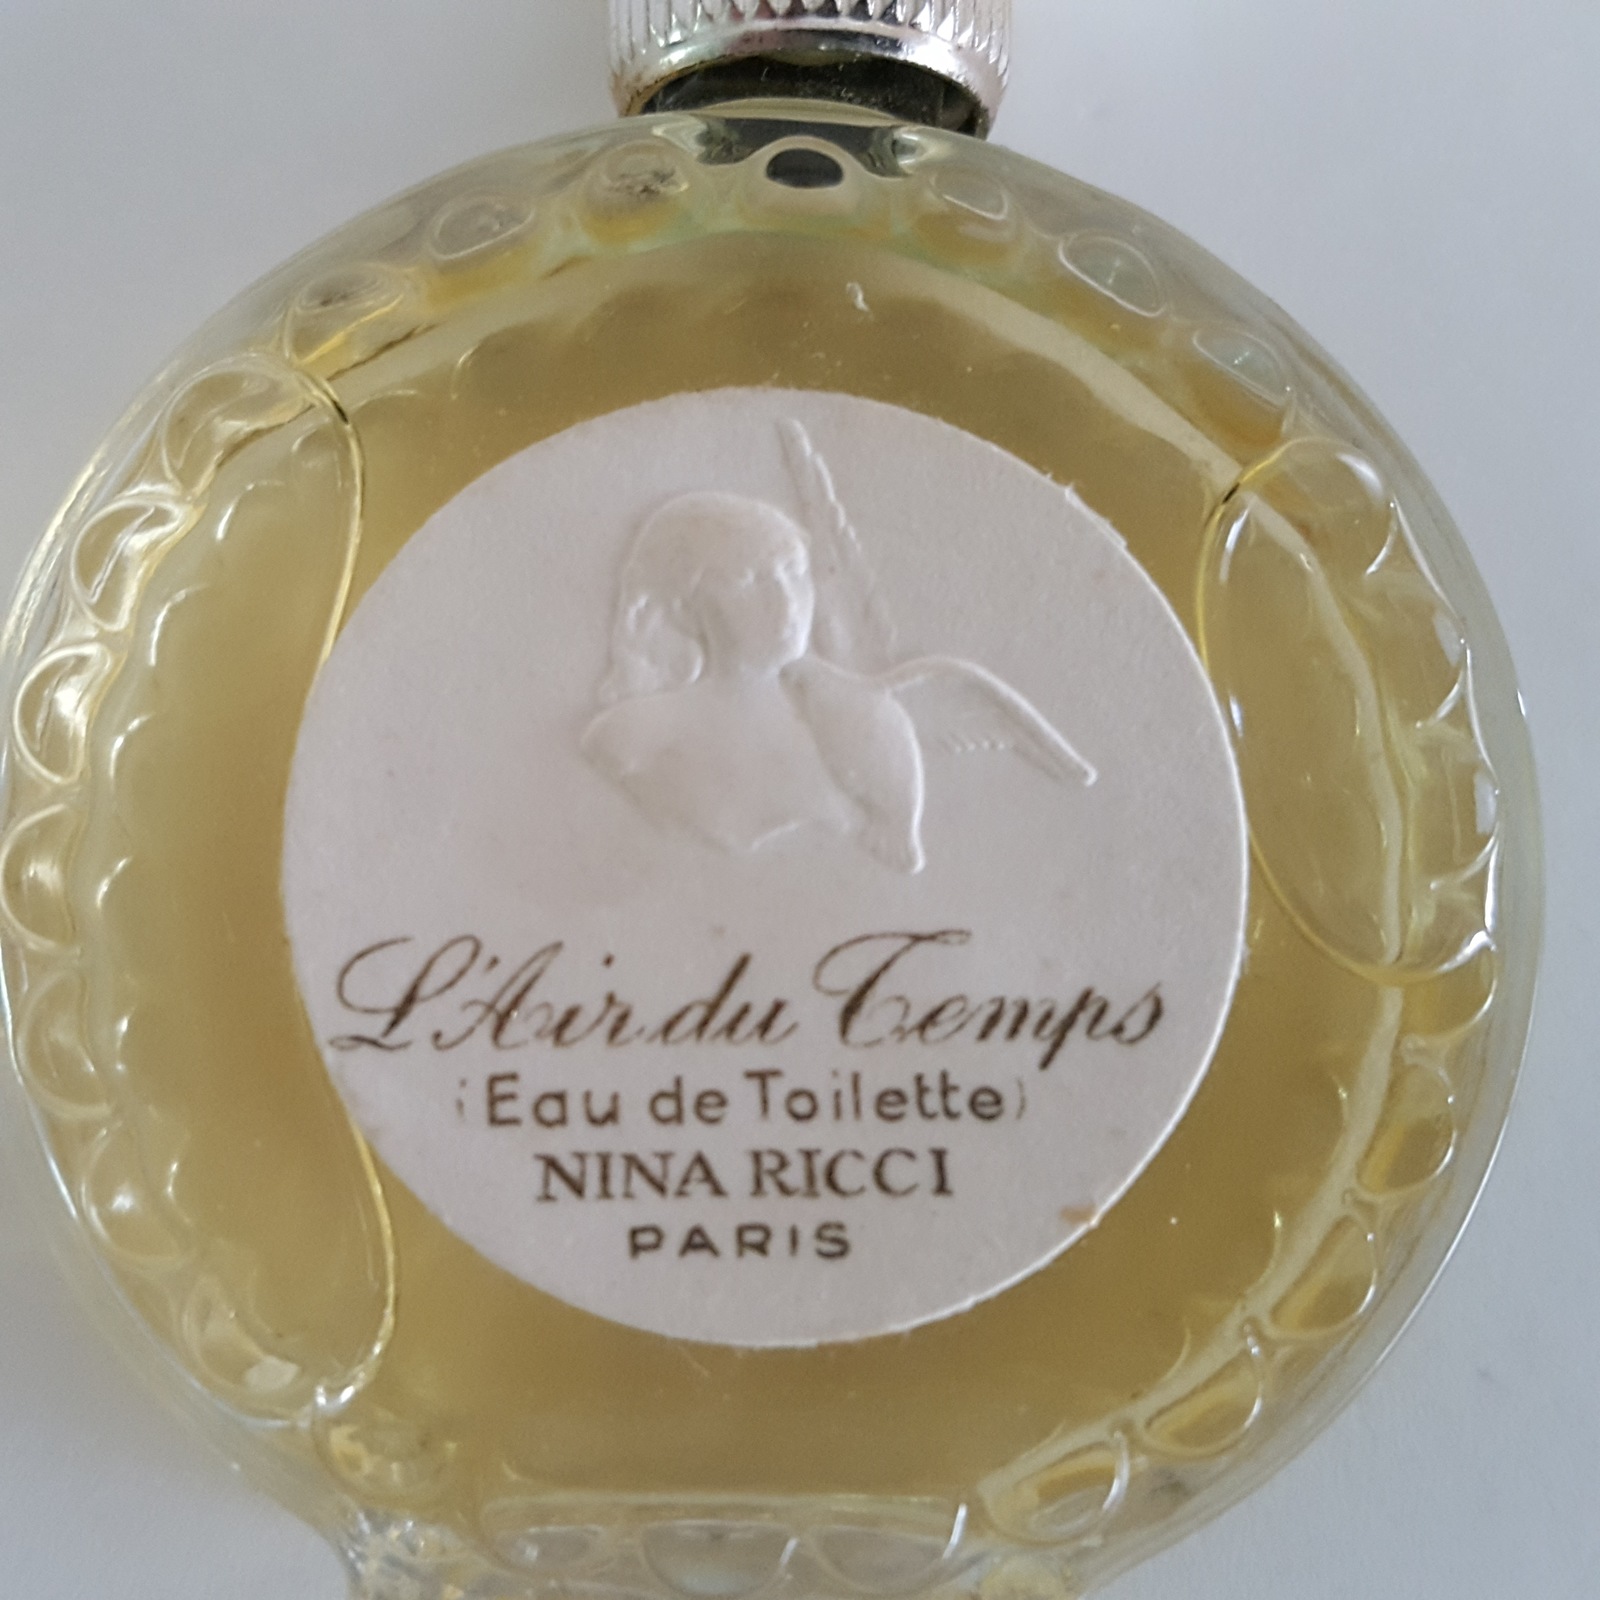 L'Air du Temps
(Eau de Toilette)
NINA RICCI
PARIS